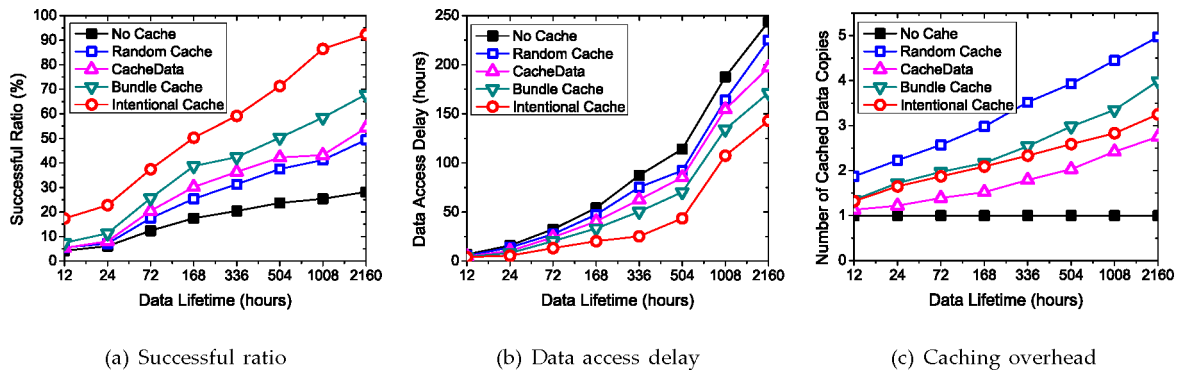 100
90
80
70
60
50
40
30
20
10
0
Successful Ratio (%)
No Cache
Random Cache
CacheData
Bundle Cache
Intentional Cache
12 24 72 168 336 504 1008 2160
Data Lifetime (hours)
(a) Successful ratio
250
200
150
100
50
0
Data Access Delay (hours)
No Cahe
Random Cache
CacheData
Bundle Cache
Intentional Cache
12 24 72 168 336 504 1008 2160
Data Lifetime (hours)
(b) Data access delay
5
4
3
2
1
0
Number of Cached Data Copies
No Cahe
Random Cache
CacheData
Bundle Cache
Intentional Cache
12 24 72 168 336 504 1008 2160
Data Lifetime (hours)
(c) Caching overhead